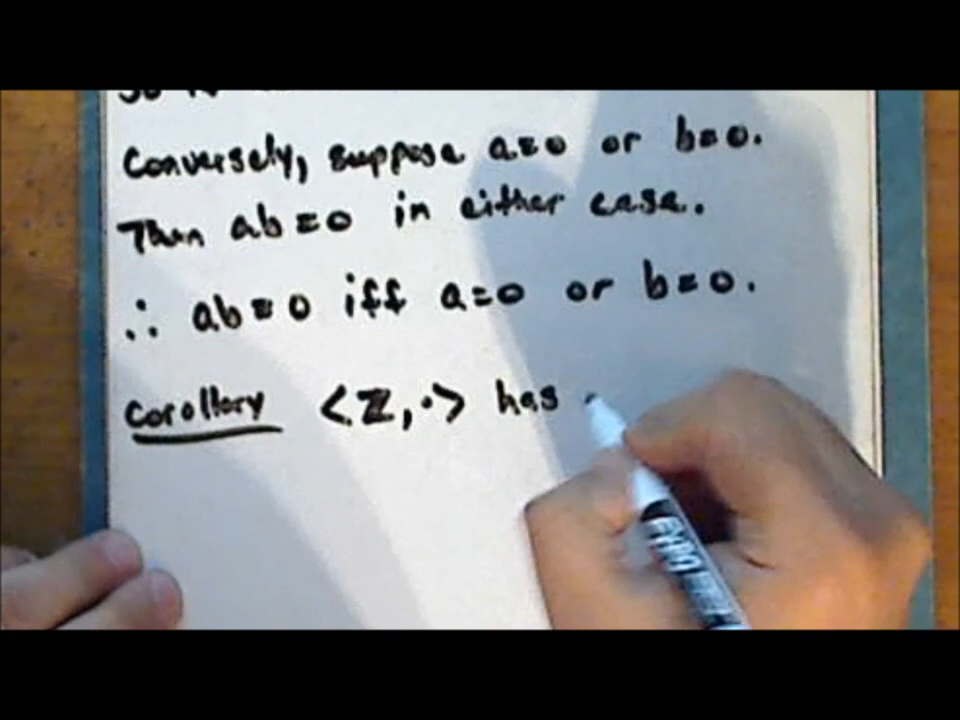 Conversely, suppose a=0 or b=0.
Then ab=0 in either case.
∴ ab=0 iff a=0 or b=0.
Corollary <ℤ,·> has
EXPO